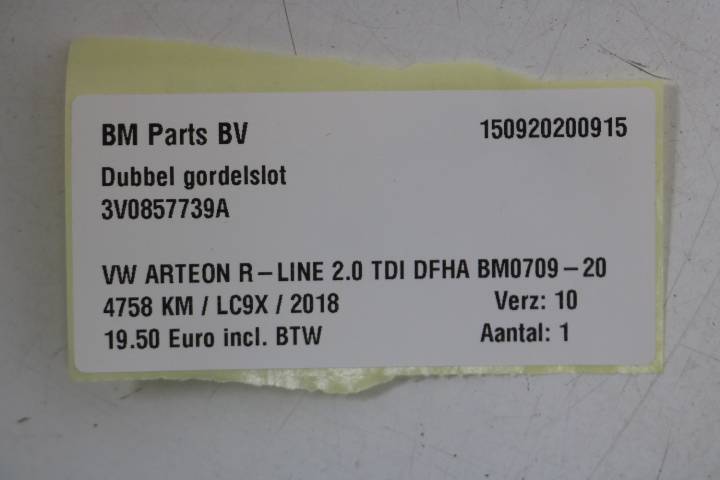 BM Parts BV 150920200915
Dubbel gordelslot
3V0857739A
VW ARTEON R-LINE 2.0 TDI DFHA BM0709-20
4758 KM / LC9X / 2018 Verz: 10
19.50 Euro incl. BTW Aantal: 1